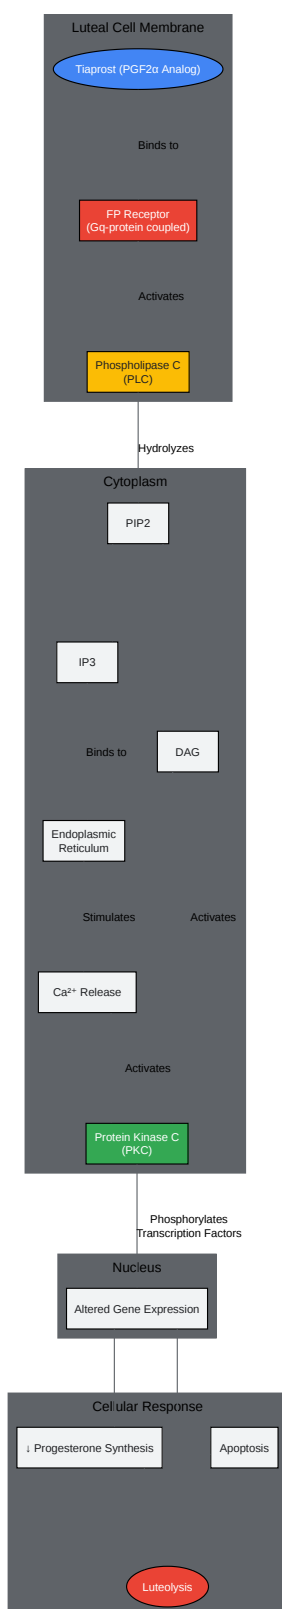 Luteal Cell Membrane
Tiaprost (PGF2α Analog)
Binds to
FP Receptor
(Gq-protein coupled)
Activates
Phospholipase C
(PLC)
Hydrolyzes
Cytoplasm
PIP2
IP3
Binds to
DAG
Endoplasmic
Reticulum
Stimulates
Activates
Ca²⁺ Release
Activates
Protein Kinase C
(PKC)
Phosphorylates
Transcription Factors
Nucleus
Altered Gene Expression
Cellular Response
↓ Progesterone Synthesis
Apoptosis
Luteolysis